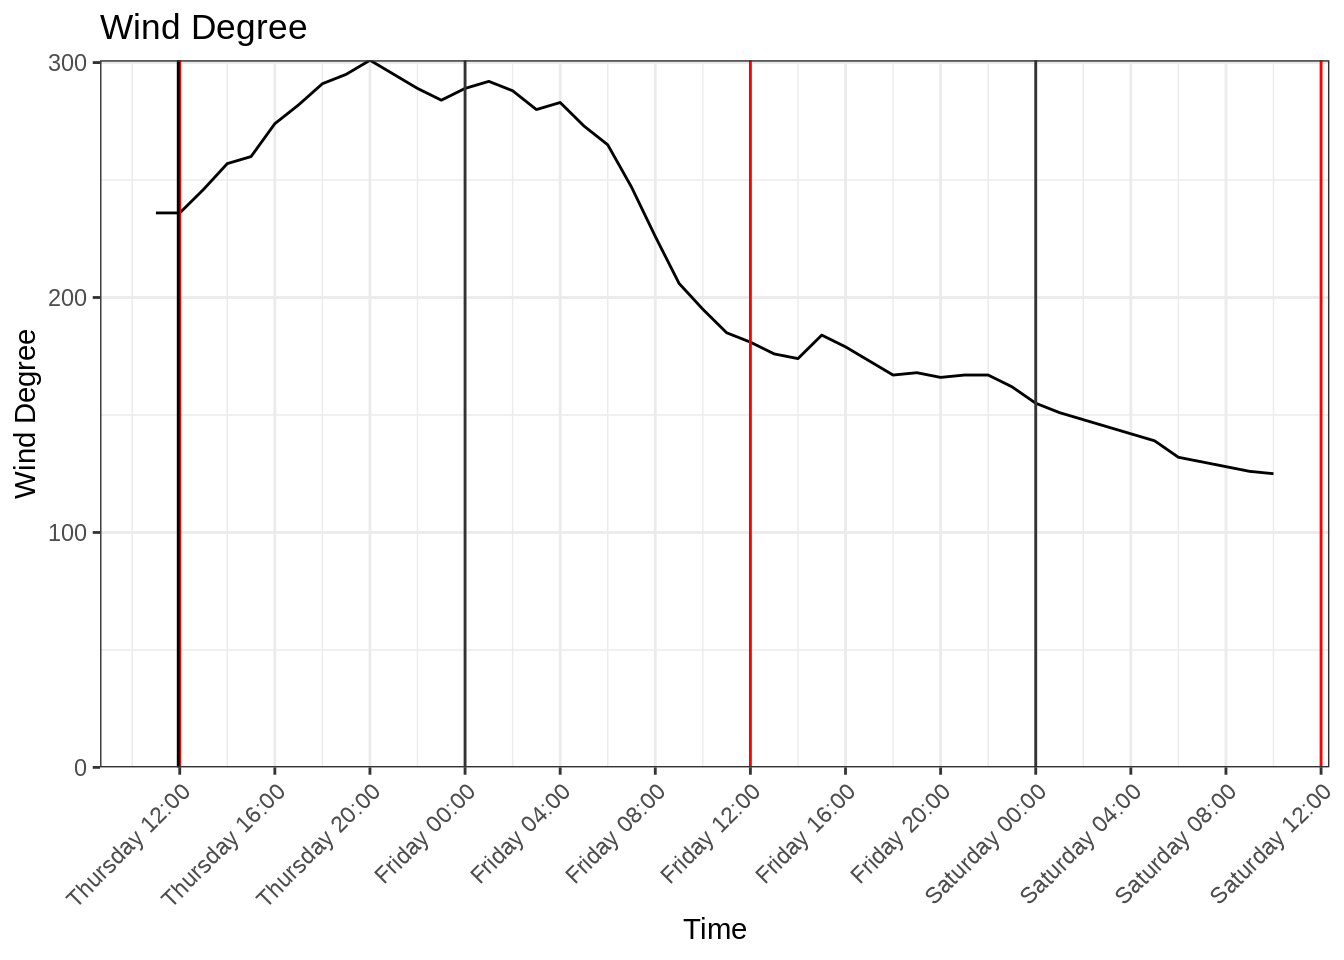 Wind Degree
300
200
100
0
Wind Degree
Thursday 12:00
Thursday 16:00
Thursday 20:00
Friday 00:00
Friday 04:00
Friday 08:00
Friday 12:00
Friday 16:00
Friday 20:00
Saturday 00:00
Saturday 04:00
Saturday 08:00
Saturday 12:00
Time